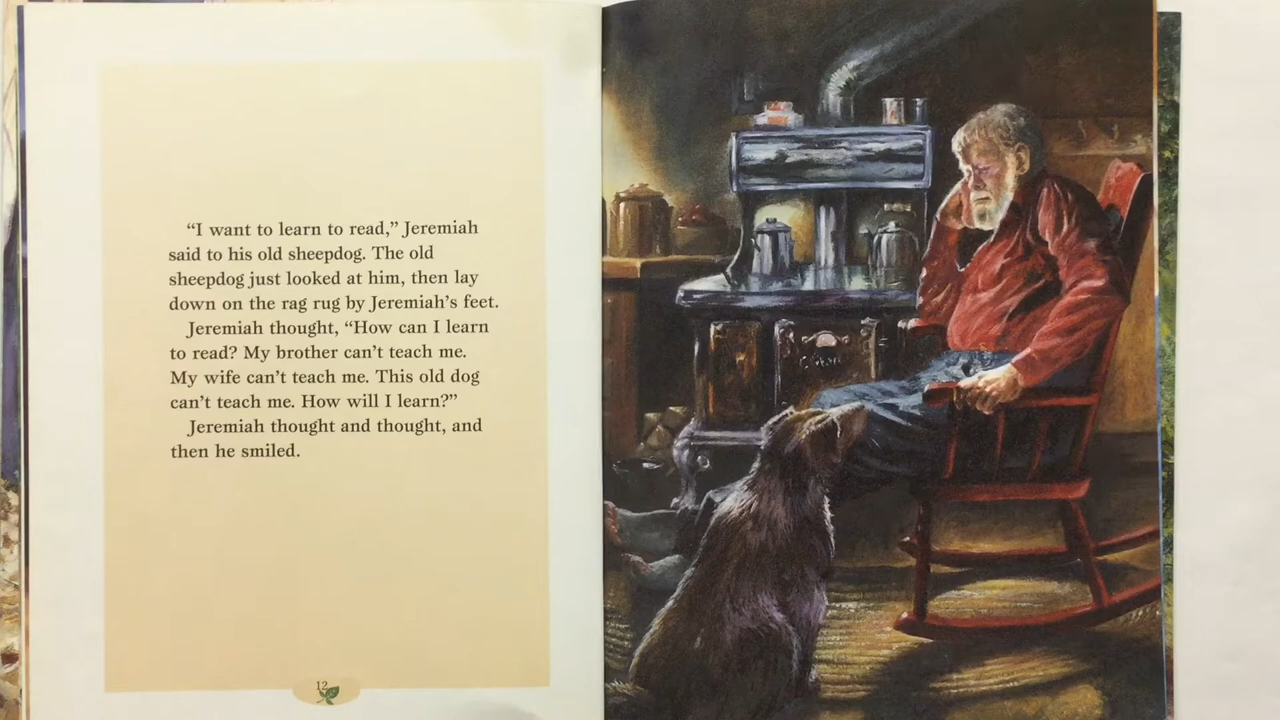 “I want to learn to read,” Jeremiah
said to his old sheepdog. The old
sheepdog just looked at him, then lay
down on the rag rug by Jeremiah’s feet.
Jeremiah thought, “How can I learn
to read? My brother can’t teach me.
My wife can’t teach me. This old dog
can’t teach me. How will I learn?”
Jeremiah thought and thought, and
then he smiled.
12